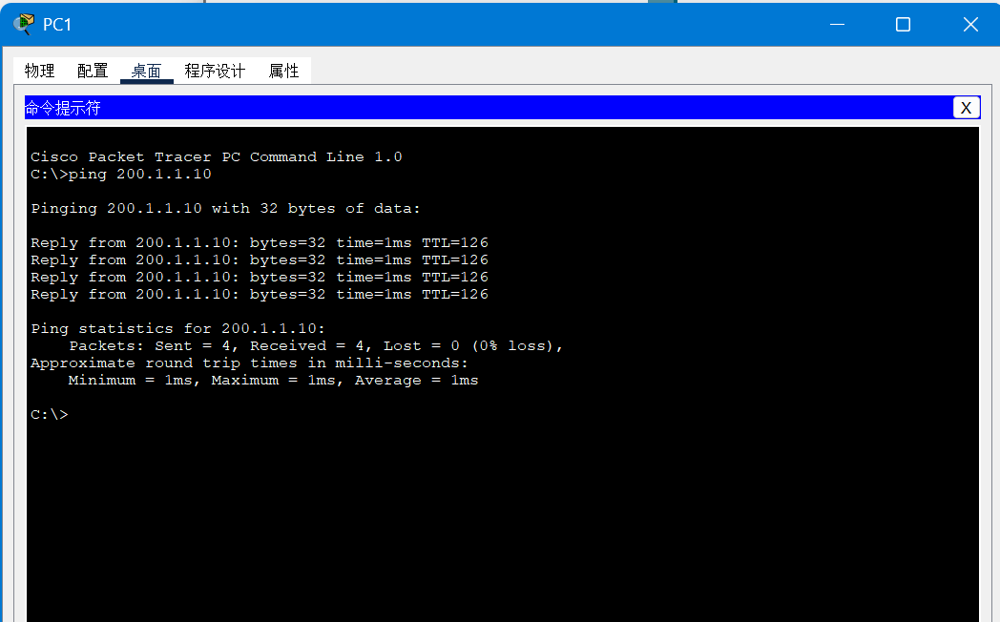 PC1
物理 配置 桌面 程序设计 属性
命令提示符 X
Cisco Packet Tracer PC Command Line 1.0
C:\>ping 200.1.1.10
Pinging 200.1.1.10 with 32 bytes of data:
Reply from 200.1.1.10: bytes=32 time=1ms TTL=126
Reply from 200.1.1.10: bytes=32 time=1ms TTL=126
Reply from 200.1.1.10: bytes=32 time=1ms TTL=126
Reply from 200.1.1.10: bytes=32 time=1ms TTL=126
Ping statistics for 200.1.1.10:
    Packets: Sent = 4, Received = 4, Lost = 0 (0% loss),
Approximate round trip times in milli-seconds:
    Minimum = 1ms, Maximum = 1ms, Average = 1ms
C:\>